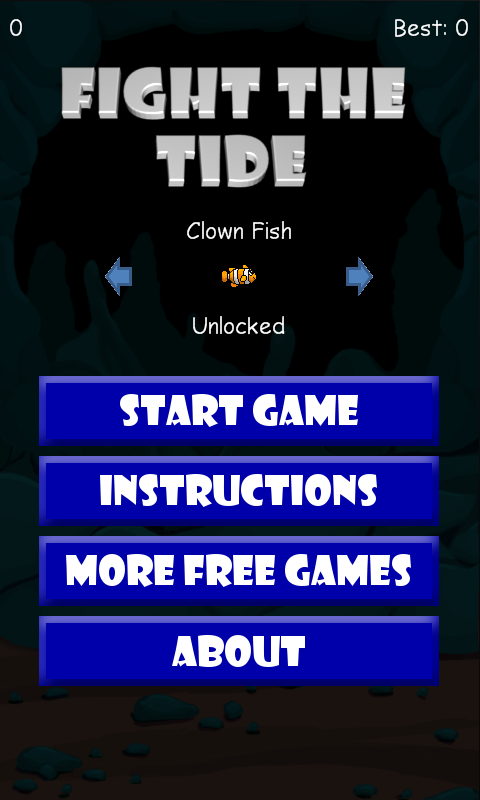 0
Best: 0
FIGHT THE
TIDE
Clown Fish
Unlocked
START GAME
INSTRUCTIONS
MORE FREE GAMES
ABOUT